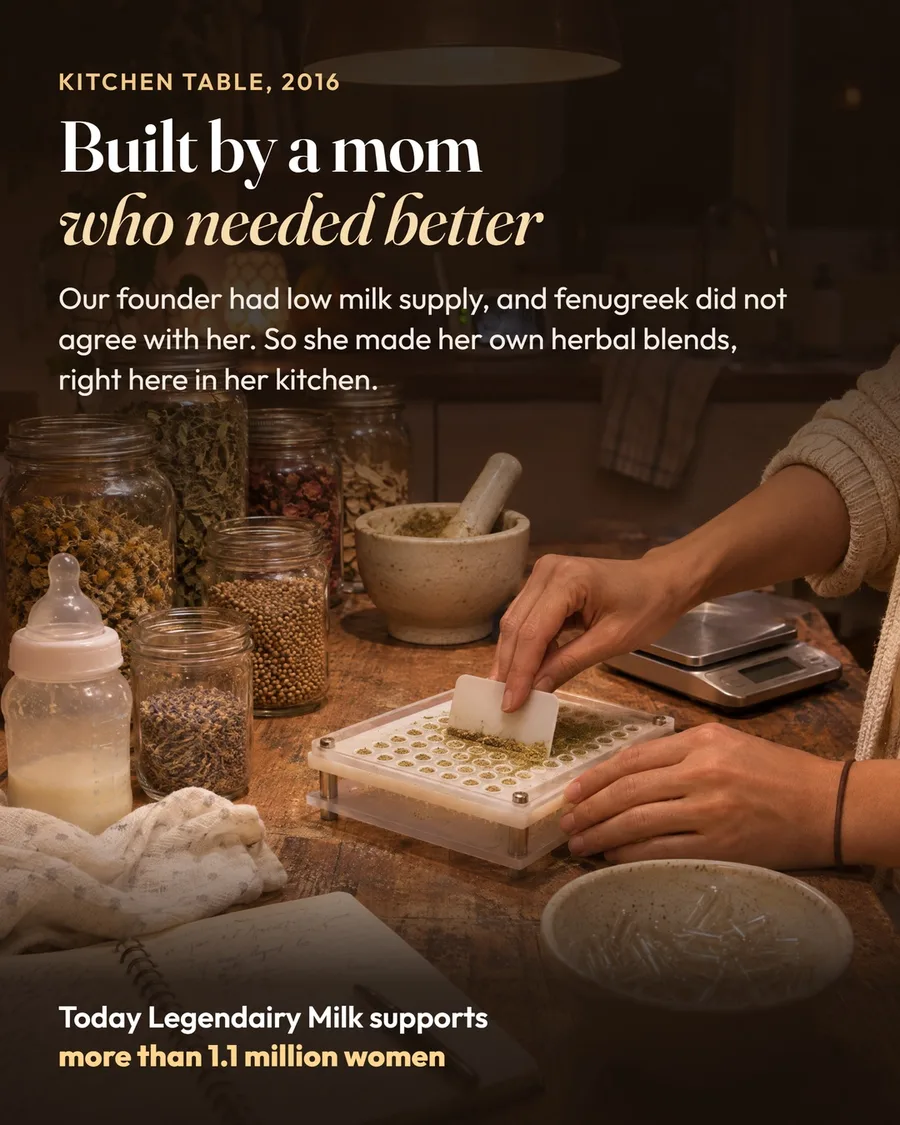 KITCHEN TABLE, 2016
Built by a mom
who needed better
Our founder had low milk supply, and fenugreek did not
agree with her. So she made her own herbal blends,
right here in her kitchen.
Today Legendairy Milk supports
more than 1.1 million women